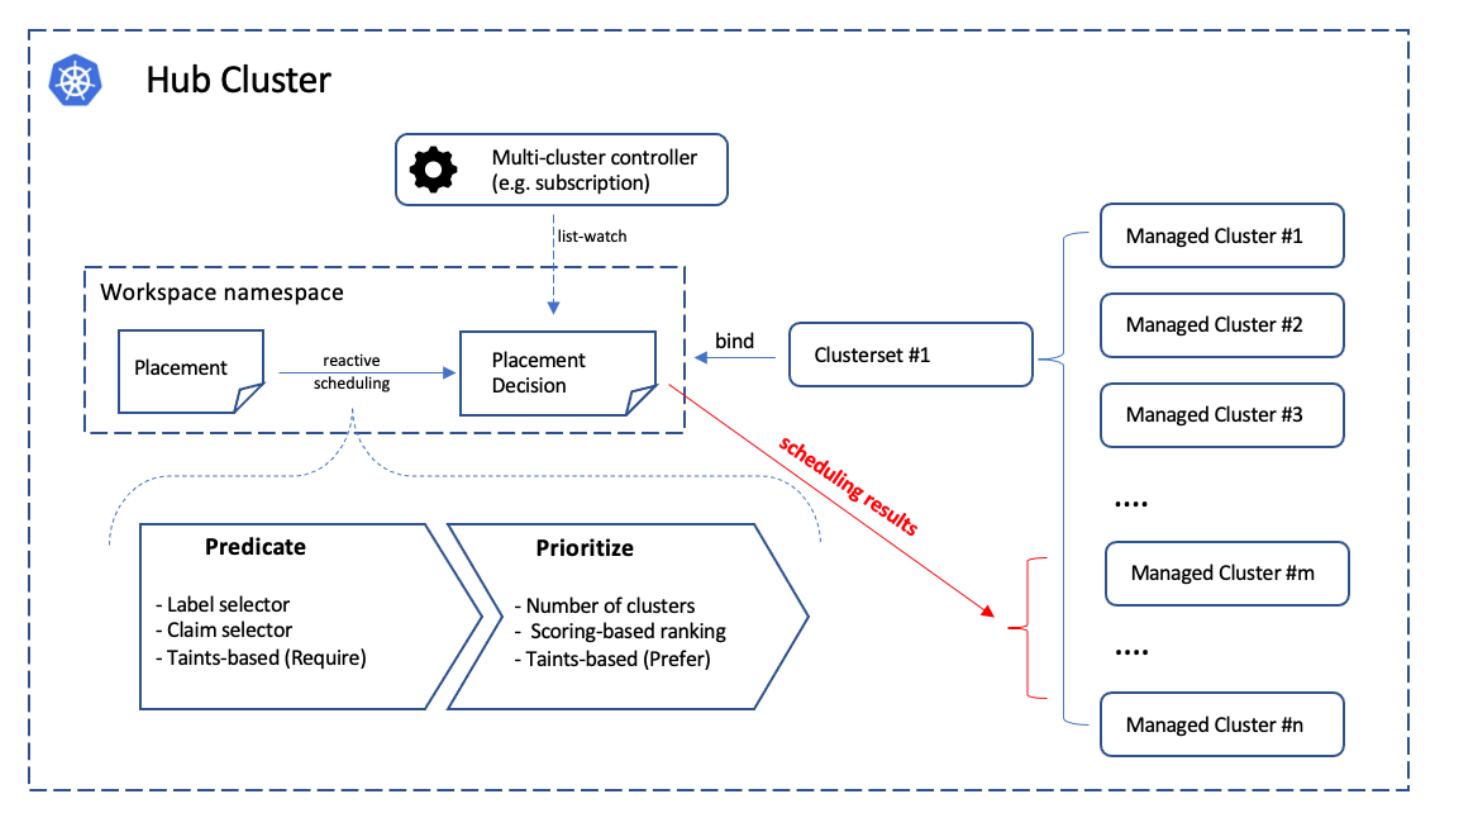 Hub Cluster
Multi-cluster controller
(e.g. subscription)
list-watch
Workspace namespace
Placement
reactive
scheduling
Placement
Decision
bind
Clusterset #1
Managed Cluster #1
Managed Cluster #2
Managed Cluster #3
....
Managed Cluster #m
....
Managed Cluster #n
scheduling results
Predicate
- Label selector
- Claim selector
- Taints-based (Require)
Prioritize
- Number of clusters
- Scoring-based ranking
- Taints-based (Prefer)